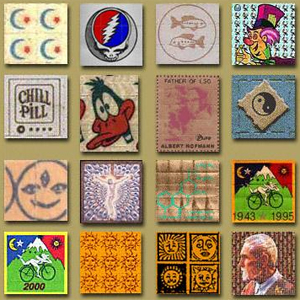 CHILL
PILL
FATHER OF LSD
ALBERT HOFMANN
1943 1995
2000